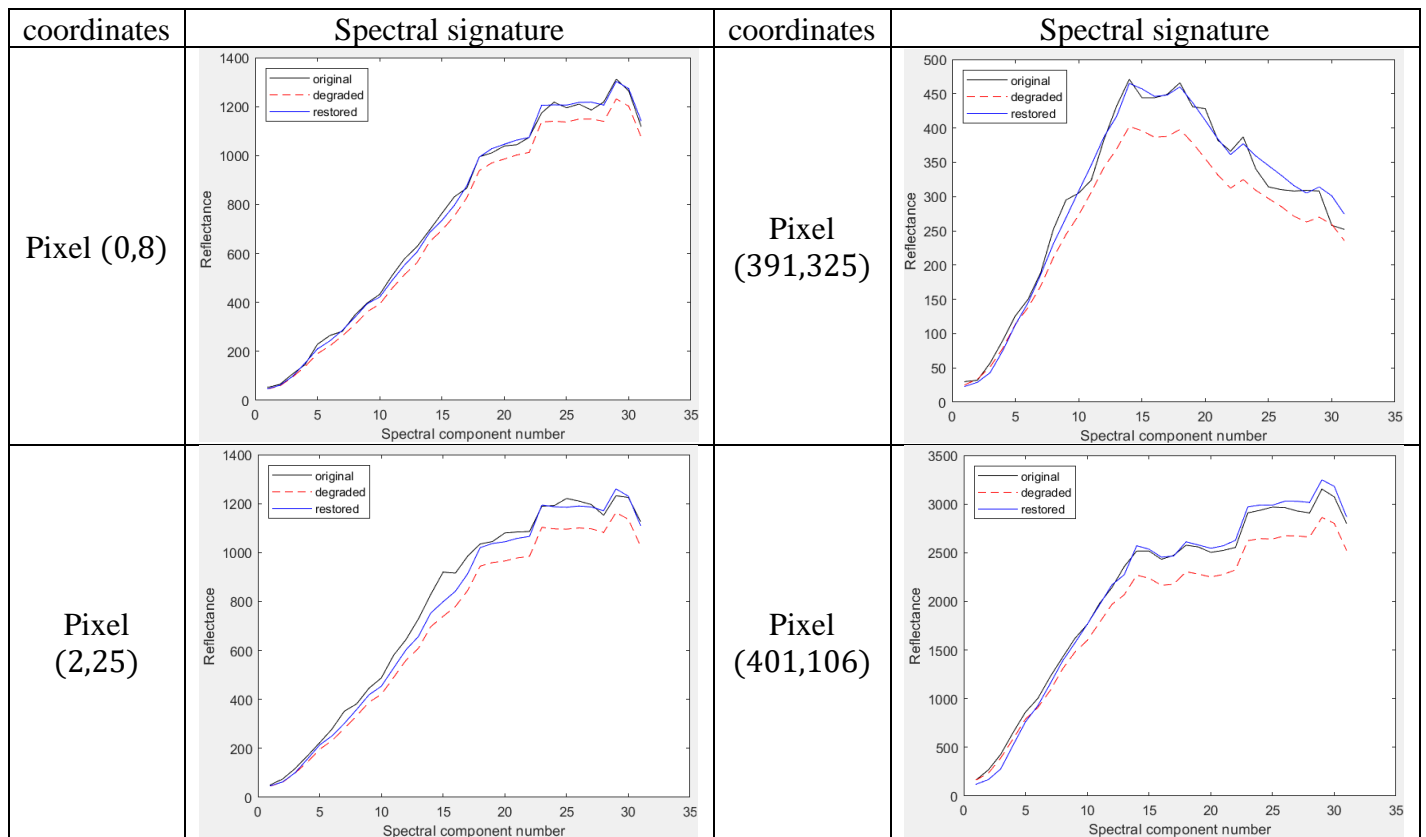 coordinates Spectral signature coordinates Spectral signature
Pixel (0,8)
1400
1200
1000
800
600
400
200
0
Reflectance
original
degraded
restored
0 5 10 15 20 25 30 35
Spectral component number
Pixel
(391,325)
500
450
400
350
300
250
200
150
100
50
0
Reflectance
original
degraded
restored
0 5 10 15 20 25 30 35
Spectral component number
Pixel
(2,25)
1400
1200
1000
800
600
400
200
0
Reflectance
original
degraded
restored
0 5 10 15 20 25 30 35
Spectral component number
Pixel
(401,106)
3500
3000
2500
2000
1500
1000
500
0
Reflectance
original
degraded
restored
0 5 10 15 20 25 30 35
Spectral component number